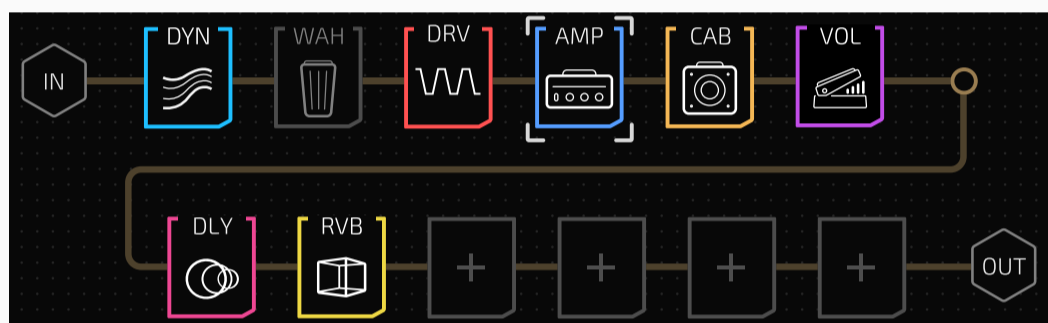 IN
DYN
WAH
DRV
AMP
CAB
VOL
DLY
RVB
OUT